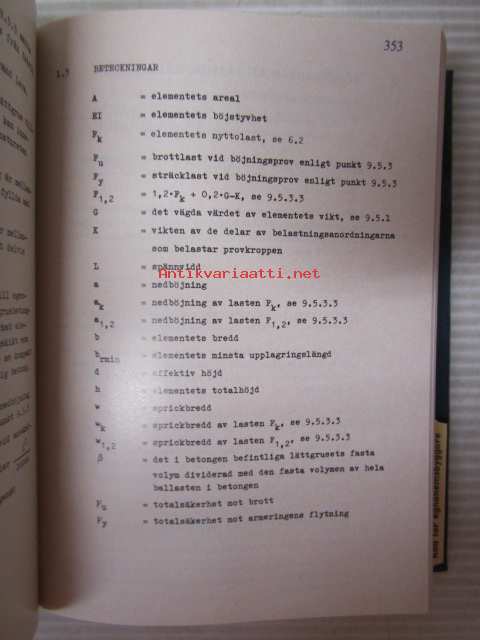 353
1.3 BETECKNINGAR
A = elementets areal
EI = elementets böjstyvhet
Fk = elementets nyttolast, se 6.2
Fu = brottlast vid böjningsprov enligt punkt 9.5.3
Fy = sträcklast vid böjningsprov enligt punkt 9.5.3
F1,2 = 1,2·Fk + 0,2·G-K, se 9.5.3.3
G = det vägda värdet av elementets vikt, se 9.5.1
K = vikten av de delar av belastningsanordningarna
som belastar provkroppen
L = spännvidd
Antikvariaatti.net
a = nedböjning
ak = nedböjning av lasten Fk, se 9.5.3.3
a1,2 = nedböjning av lasten F1,2, se 9.5.3.3
b = elementets bredd
brmin = elementets minsta upplagringslängd
d = effektiv höjd
h = elementets totalhöjd
w = sprickbredd
wk = sprickbredd av lasten Fk, se 9.5.3.3
w1,2 = sprickbredd av lasten F1,2, se 9.5.3.3
β = det i betongen befintliga lättgrusets fasta
volym dividerad med den fasta volymen av hela
ballasten i betongen
Fu = totalsäkerhet mot brott
Fy = totalsäkerhet mot armeringens flytning